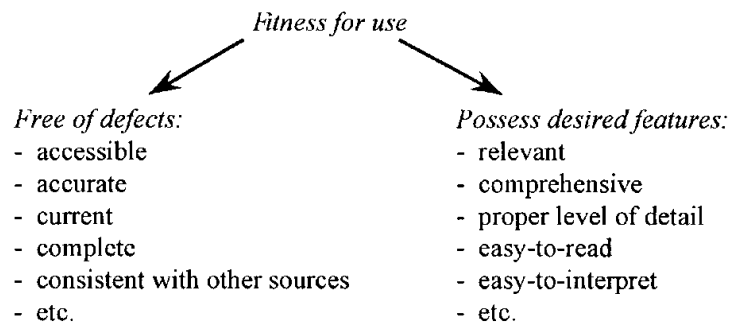 Fitness for use
Free of defects:
- accessible
- accurate
- current
- complete
- consistent with other sources
- etc.
Possess desired features:
- relevant
- comprehensive
- proper level of detail
- easy-to-read
- easy-to-interpret
- etc.